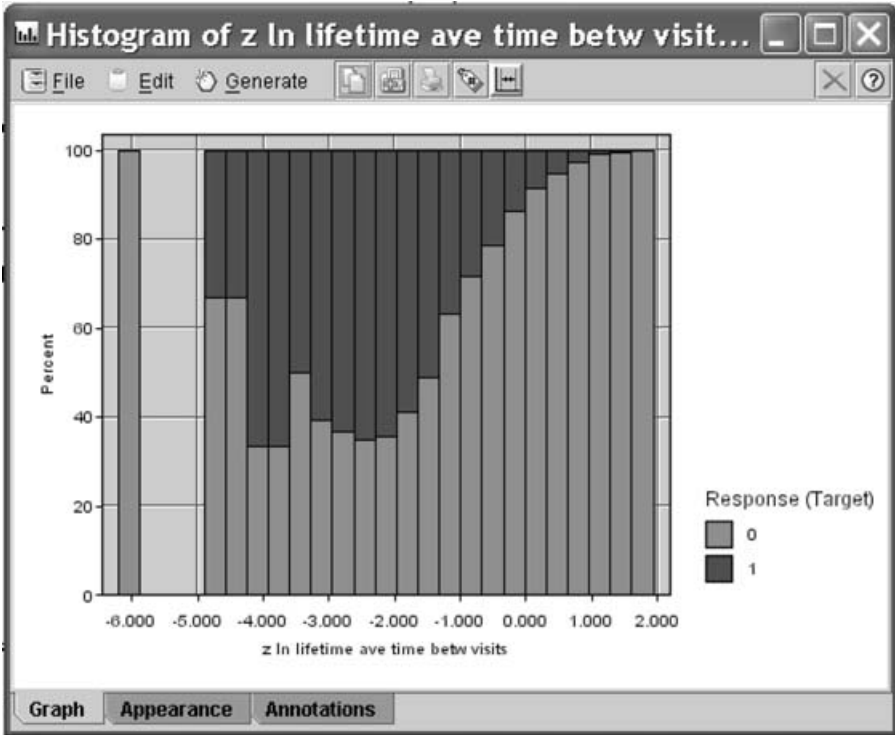 Histogram of z ln lifetime ave time betw visit...
File Edit Generate
100
80
60
40
20
0
Percent
-6.000 -5.000 -4.000 -3.000 -2.000 -1.000 0.000 1.000 2.000
z ln lifetime ave time betw visits
Response (Target)
0
1
Graph Appearance Annotations